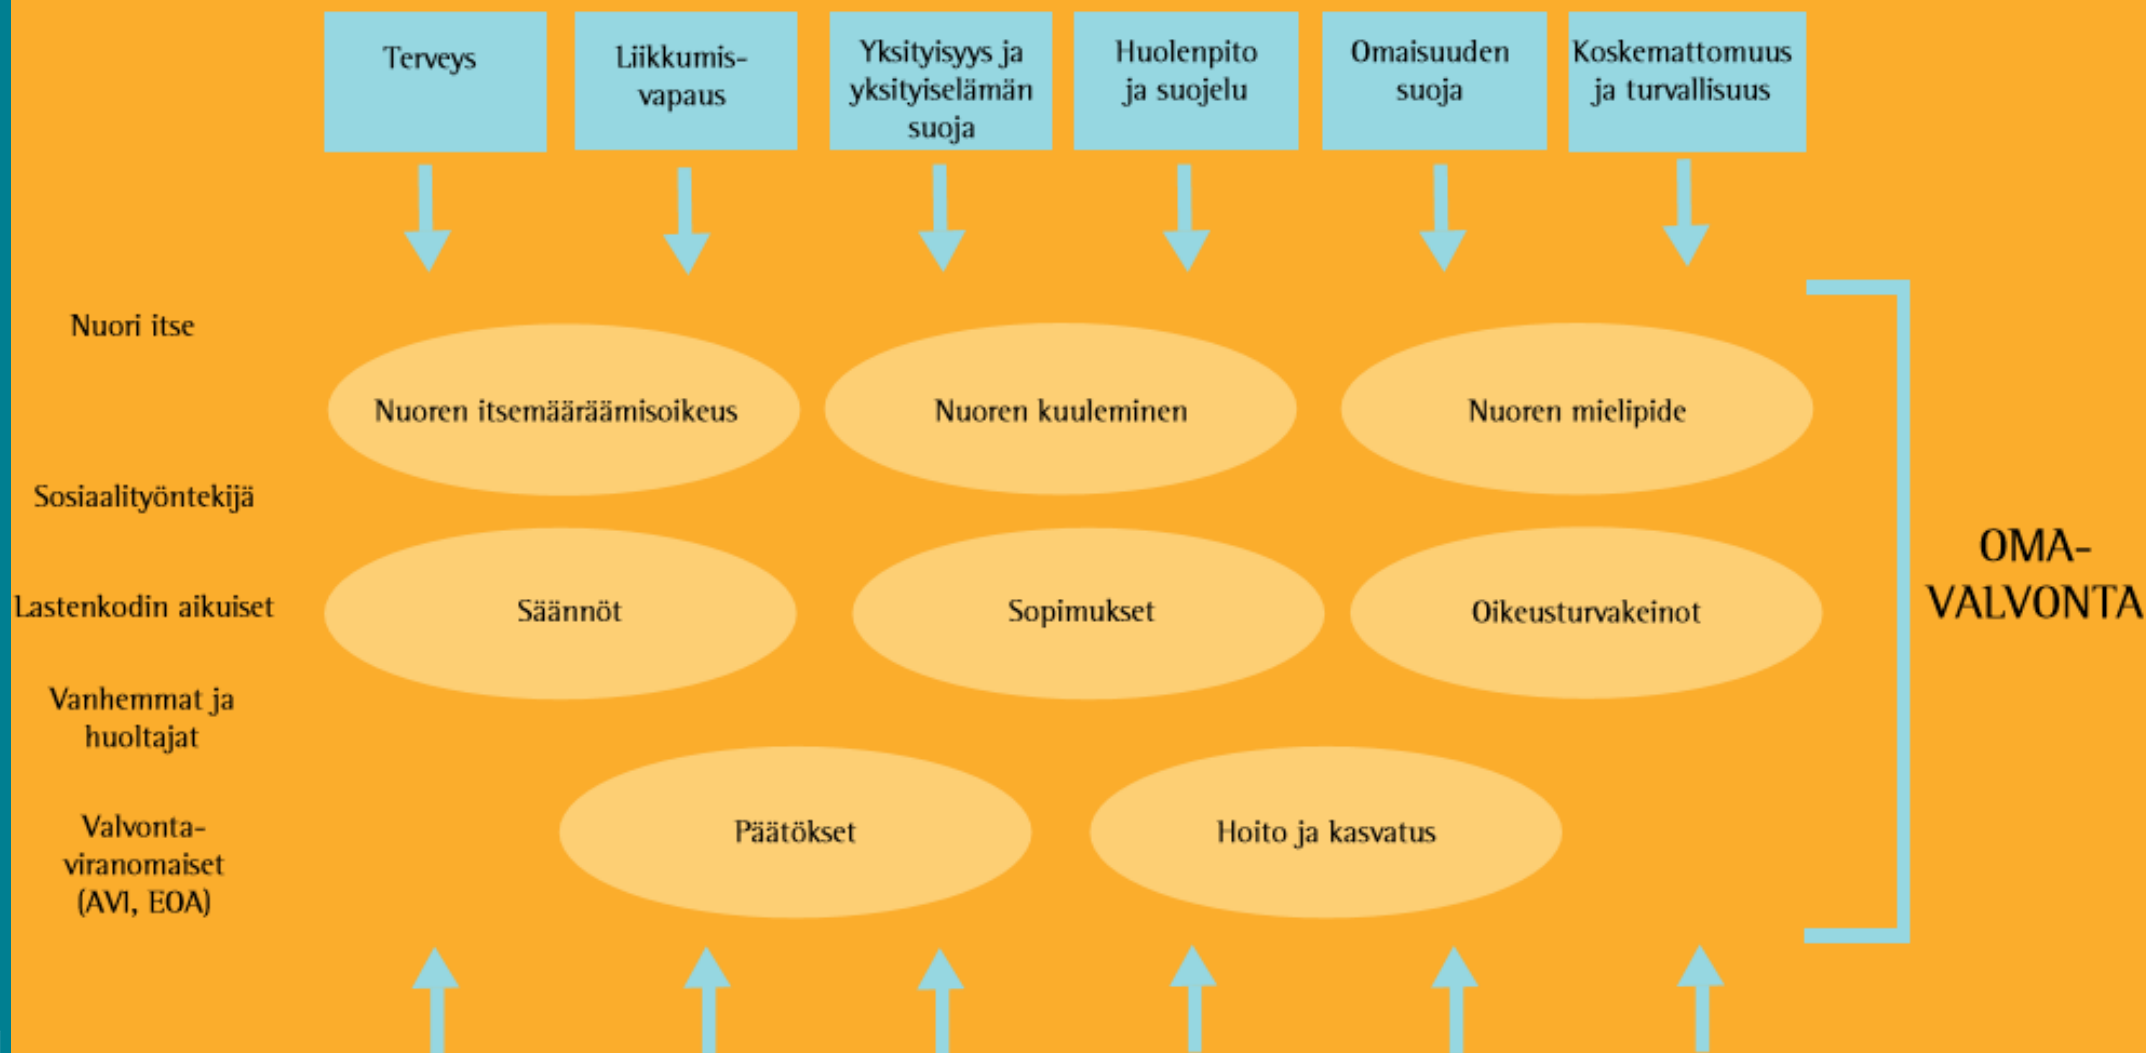 Terveys
Liikkumis-
vapaus
Yksityisyys ja
yksityiselämän
suoja
Huolenpito
ja suojelu
Omaisuuden
suoja
Koskemattomuus
ja turvallisuus
Nuori itse
Nuoren itsemääräämisoikeus
Nuoren kuuleminen
Nuoren mielipide
Sosiaalityöntekijä
Lastenkodin aikuiset
Säännöt
Sopimukset
Oikeusturvakeinot
OMA-
VALVONTA
Vanhemmat ja
huoltajat
Valvonta-
viranomaiset
(AVI, EOA)
Päätökset
Hoito ja kasvatus